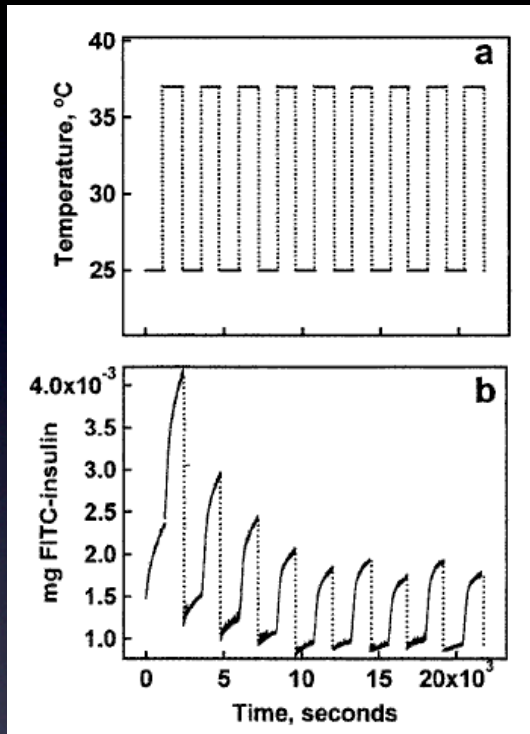 a
40
35
30
25
Temperature, ºC
b
4.0x10⁻³
3.5
3.0
2.5
2.0
1.5
1.0
mg FITC-insulin
0 5 10 15 20x10³
Time, seconds